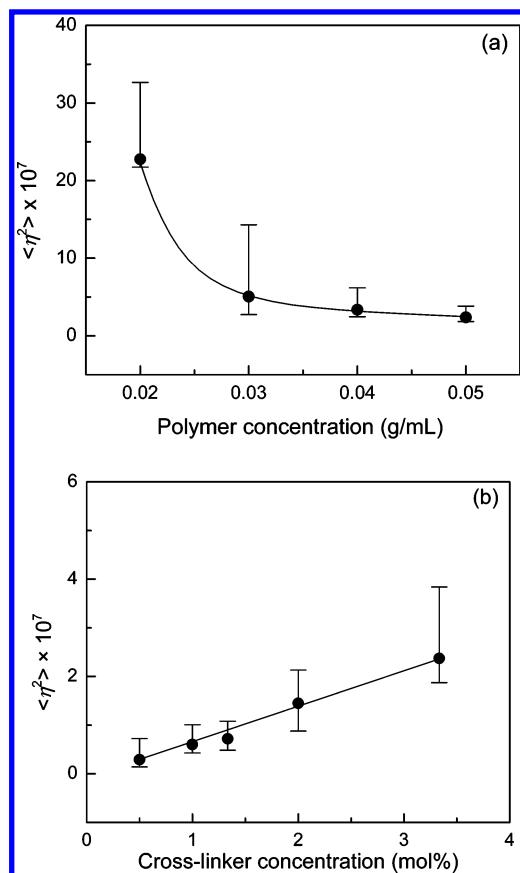 (a)
40
30
20
10
0
<η²> x 10⁷
0.02 0.03 0.04 0.05
Polymer concentration (g/mL)
(b)
6
4
2
0
<η²> × 10⁷
0 1 2 3 4
Cross-linker concentration (mol%)